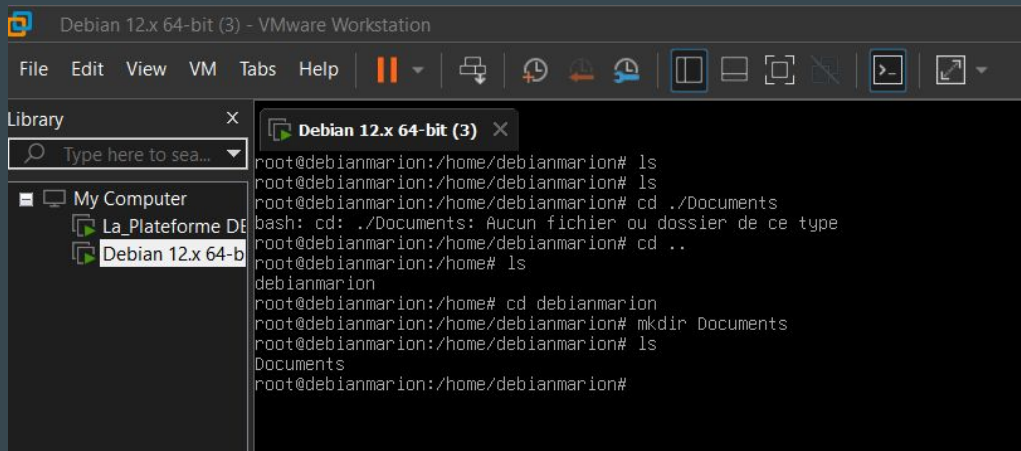 Debian 12.x 64-bit (3) - VMware Workstation
File Edit View VM Tabs Help
Library X
Type here to sea...
My Computer
La_Plateforme DE
Debian 12.x 64-b
Debian 12.x 64-bit (3)
root@debianmarion:/home/debianmarion# ls
root@debianmarion:/home/debianmarion# ls
root@debianmarion:/home/debianmarion# cd ./Documents
bash: cd: ./Documents: Aucun fichier ou dossier de ce type
root@debianmarion:/home/debianmarion# cd ..
root@debianmarion:/home# ls
debianmarion
root@debianmarion:/home# cd debianmarion
root@debianmarion:/home/debianmarion# mkdir Documents
root@debianmarion:/home/debianmarion# ls
Documents
root@debianmarion:/home/debianmarion#